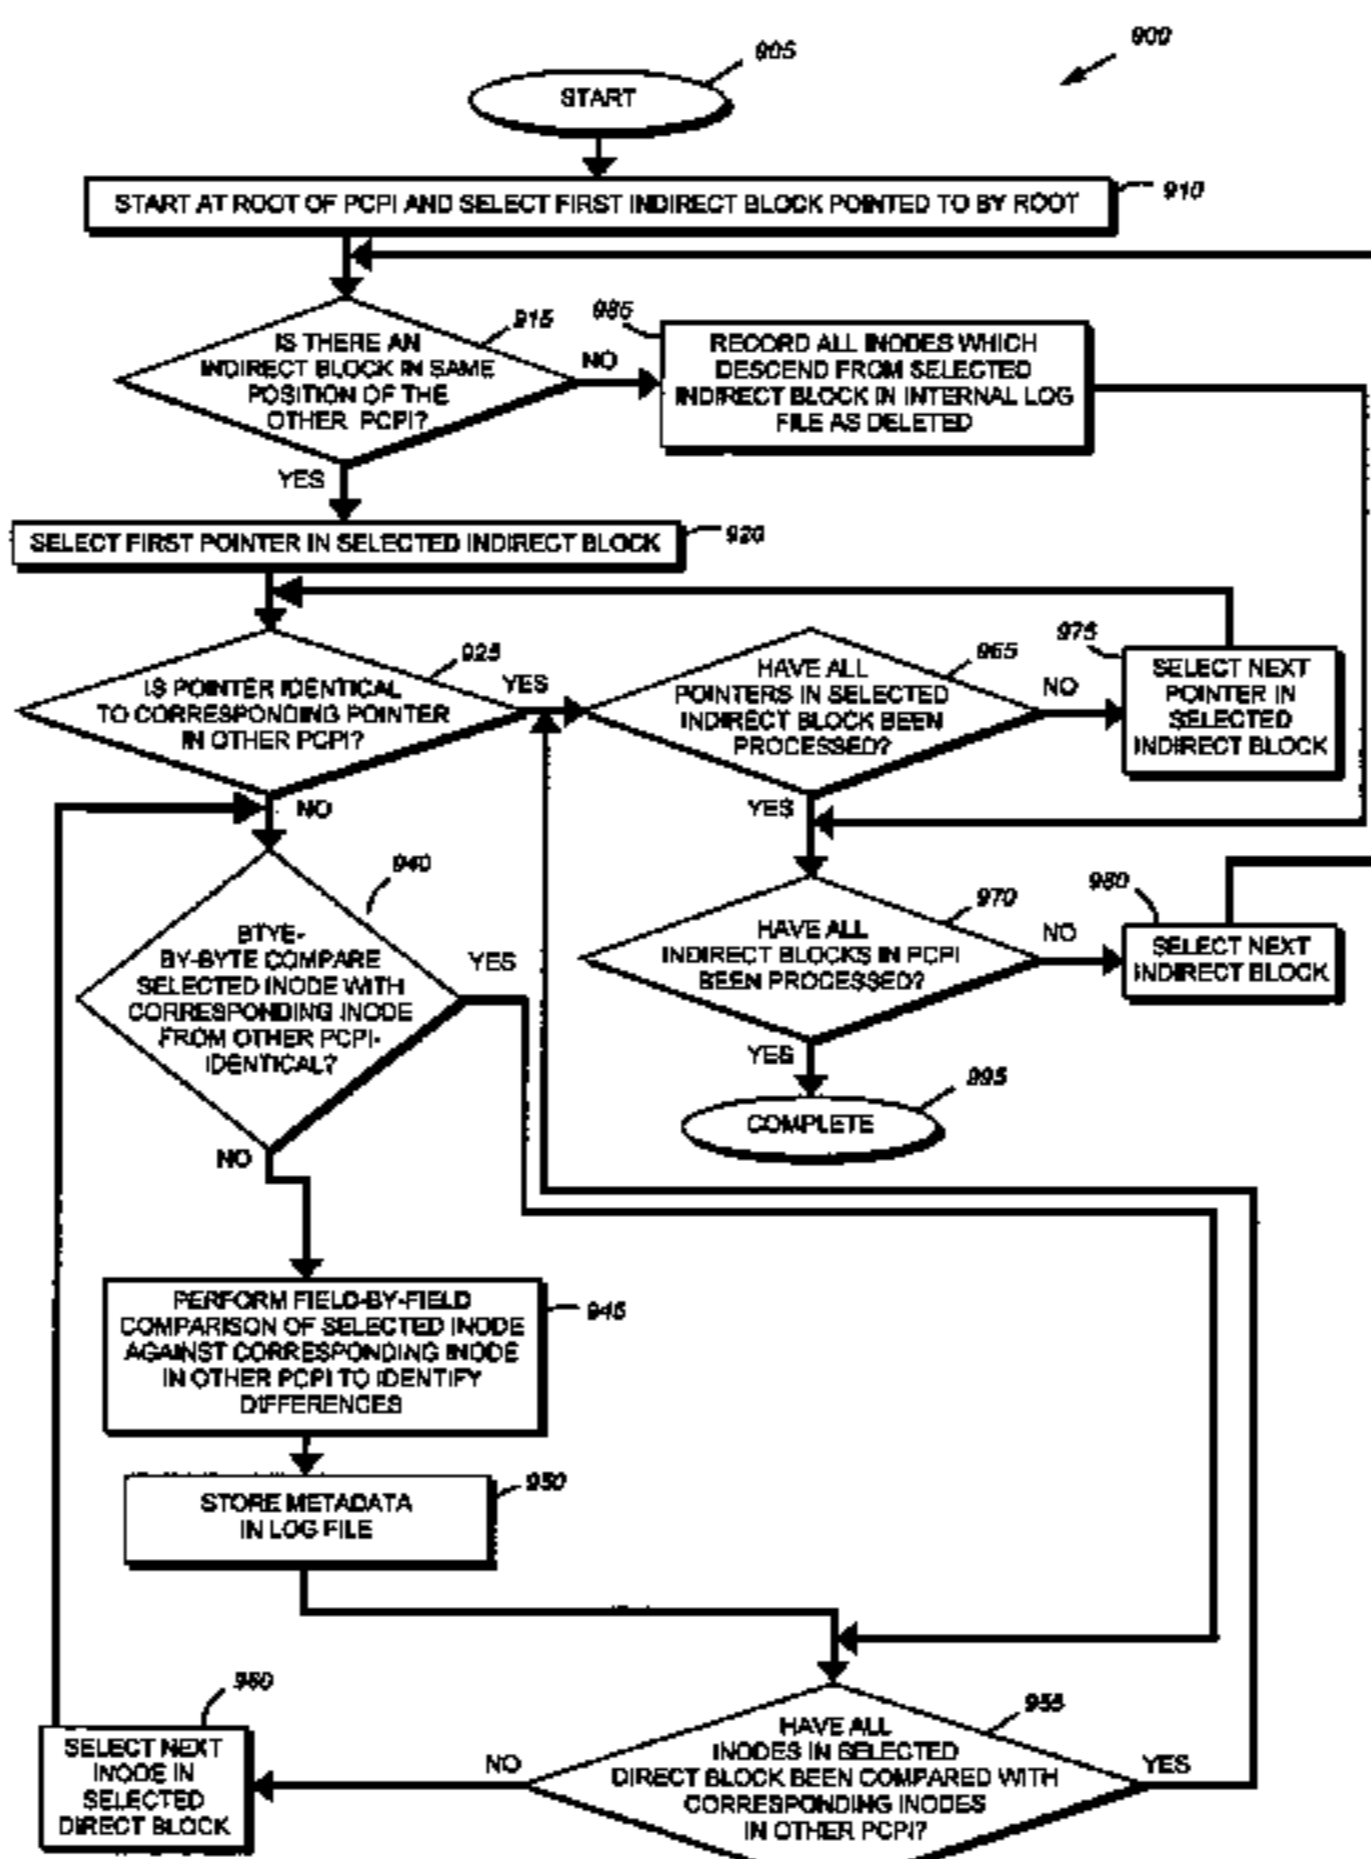 900
905
START
START AT ROOT OF PCPI AND SELECT FIRST INDIRECT BLOCK POINTED TO BY ROOT
910
IS THERE AN
INDIRECT BLOCK IN SAME
POSITION OF THE
OTHER PCPI?
915
NO
YES
985
RECORD ALL INODES WHICH
DESCEND FROM SELECTED
INDIRECT BLOCK IN INTERNAL LOG
FILE AS DELETED
SELECT FIRST POINTER IN SELECTED INDIRECT BLOCK
920
IS POINTER IDENTICAL
TO CORRESPONDING POINTER
IN OTHER PCPI?
925
YES
NO
HAVE ALL
POINTERS IN SELECTED
INDIRECT BLOCK BEEN
PROCESSED?
965
NO
YES
975
SELECT NEXT
POINTER IN
SELECTED
INDIRECT BLOCK
BTYE-
BY-BYTE COMPARE
SELECTED INODE WITH
CORRESPONDING INODE
FROM OTHER PCPI-
IDENTICAL?
940
YES
NO
HAVE ALL
INDIRECT BLOCKS IN PCPI
BEEN PROCESSED?
970
NO
YES
980
SELECT NEXT
INDIRECT BLOCK
995
COMPLETE
PERFORM FIELD-BY-FIELD
COMPARISON OF SELECTED INODE
AGAINST CORRESPONDING INODE
IN OTHER PCPI TO IDENTIFY
DIFFERENCES
945
STORE METADATA
IN LOG FILE
950
960
SELECT NEXT
INODE IN
SELECTED
DIRECT BLOCK
NO
HAVE ALL
INODES IN SELECTED
DIRECT BLOCK BEEN COMPARED WITH
CORRESPONDING INODES
IN OTHER PCPI?
955
YES